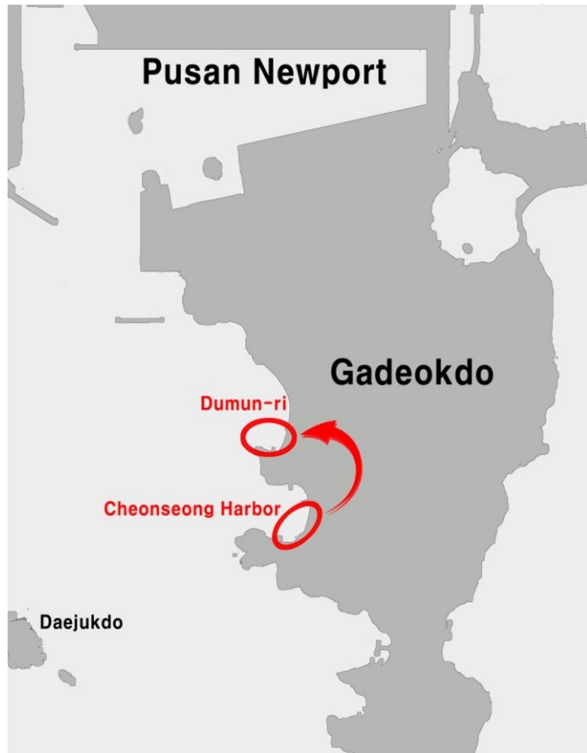 Pusan Newport
Gadeokdo
Dumun-ri
Cheonseong Harbor
Daejukdo